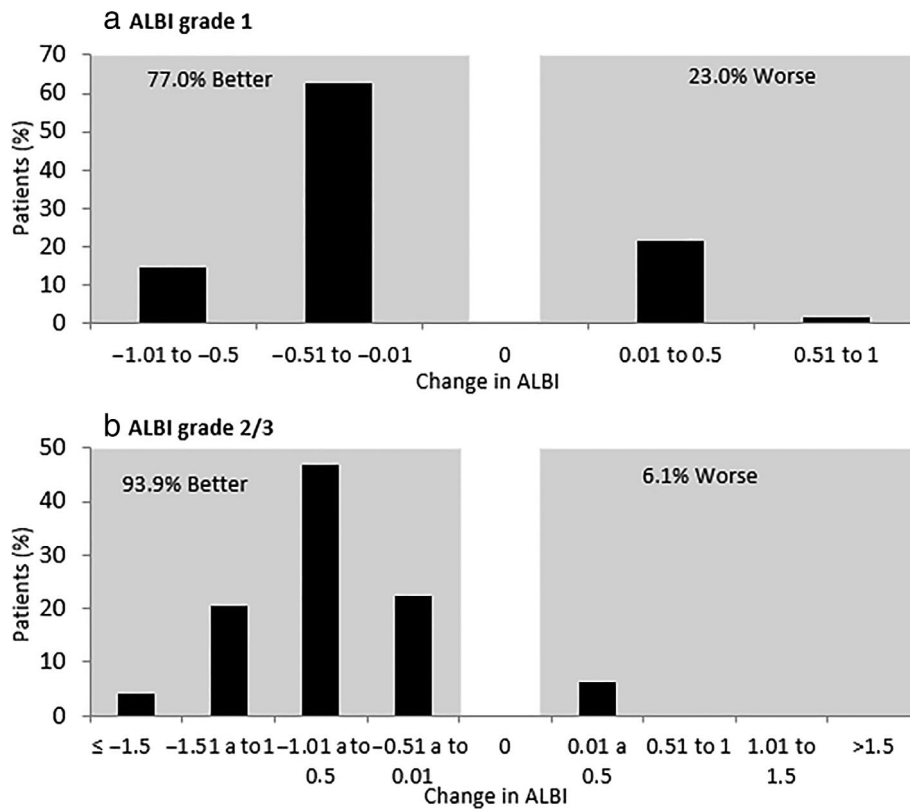 a ALBI grade 1
70
60
50
40
30
20
10
0
Patients (%)
77.0% Better
23.0% Worse
−1.01 to −0.5
−0.51 to −0.01
0
0.01 to 0.5
0.51 to 1
Change in ALBI
b ALBI grade 2/3
50
40
30
20
10
0
Patients (%)
93.9% Better
6.1% Worse
≤ −1.5
−1.51 a to 1
−1.01 a to
0.5
−0.51 a to
0.01
0
0.01 a
0.5
0.51 to 1
1.01 to
1.5
>1.5
Change in ALBI